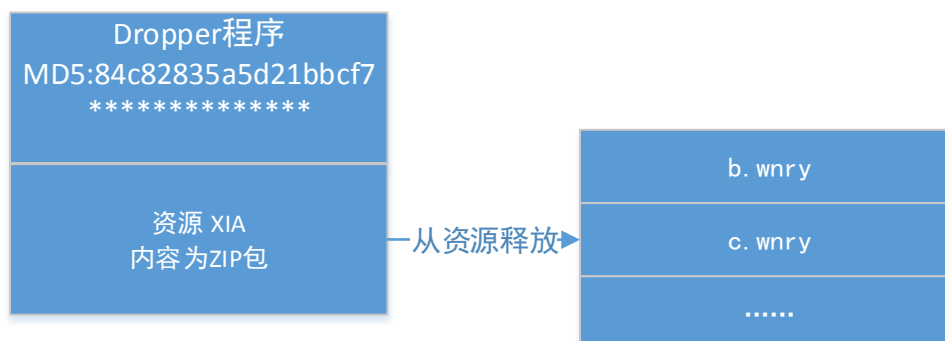 Dropper程序
MD5:84c82835a5d21bbcf7
**************
资源 XIA
内容为ZIP包
从资源释放
b.wnry
c.wnry
……